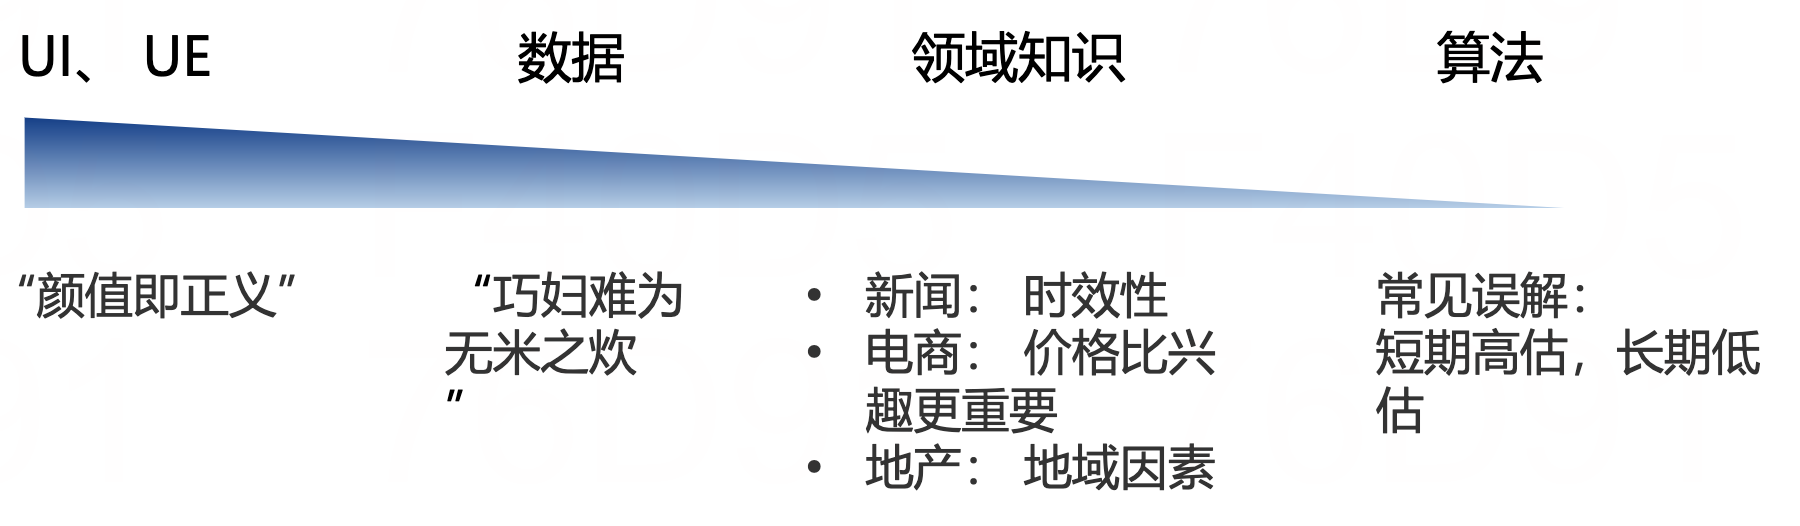 UI、 UE
数据
领域知识
算法
“颜值即正义”
“巧妇难为
无米之炊
”
• 新闻： 时效性
• 电商： 价格比兴
趣更重要
• 地产： 地域因素
常见误解：
短期高估，长期低
估